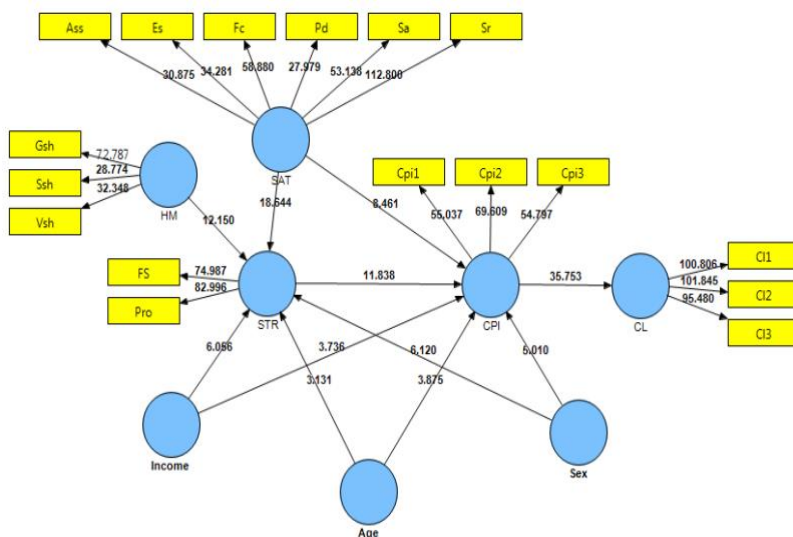 Ass
Es
Fc
Pd
Sa
Sr
30.875
34.281
58.880
27.979
53.138
112.800
SAT
Gsh
Ssh
Vsh
72.787
28.774
32.348
HM
12.150
18.644
8.461
Cpi1
Cpi2
Cpi3
55.037
69.609
54.797
FS
Pro
74.987
82.996
STR
11.838
CPI
35.753
CL
100.806
101.845
95.480
Cl1
Cl2
Cl3
6.056
3.736
3.131
3.875
6.120
5.010
Income
Age
Sex